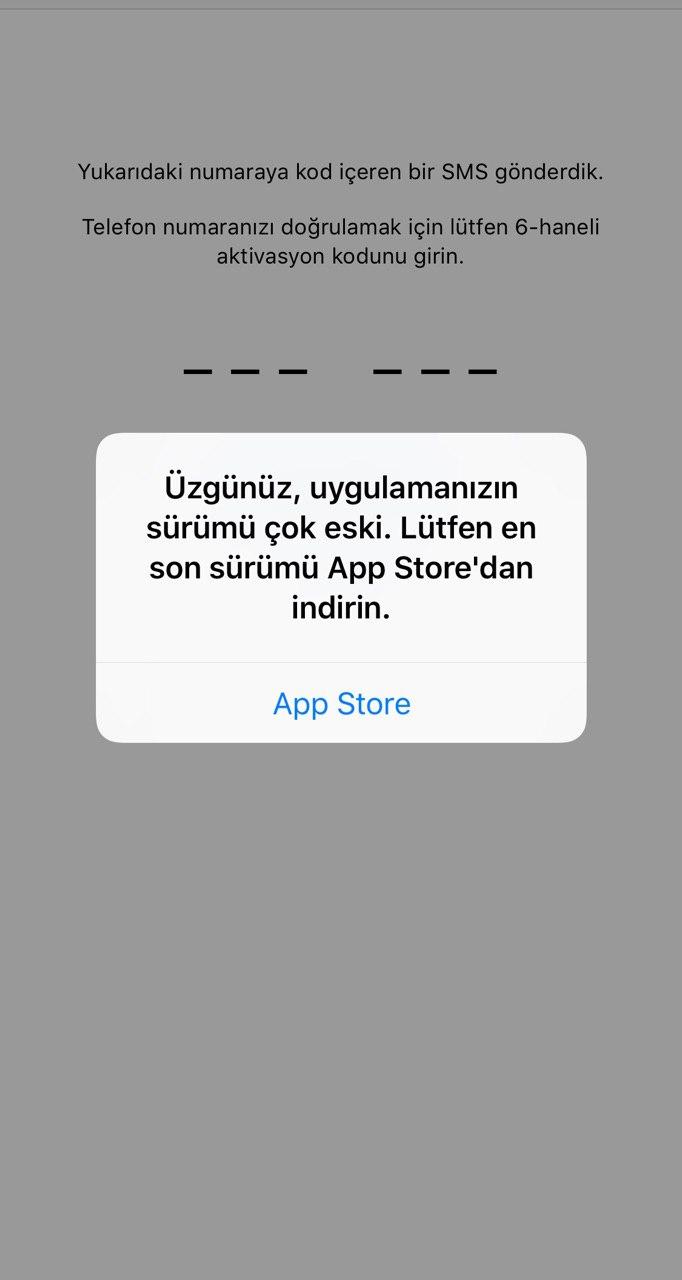 Yukarıdaki numaraya kod içeren bir SMS gönderdik.
Telefon numaranızı doğrulamak için lütfen 6-haneli
aktivasyon kodunu girin.
Üzgünüz, uygulamanızın
sürümü çok eski. Lütfen en
son sürümü App Store'dan
indirin.
App Store